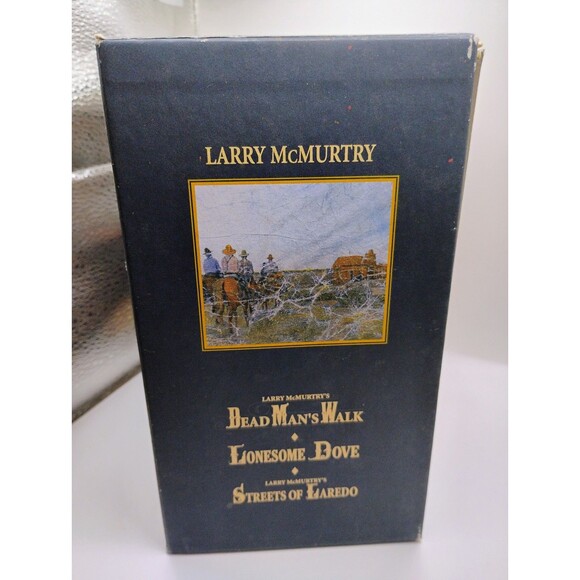 LARRY McMURTRY
LARRY McMURTRY'S
DEAD MAN'S WALK
LONESOME DOVE
LARRY McMURTRY'S
STREETS OF LAREDO